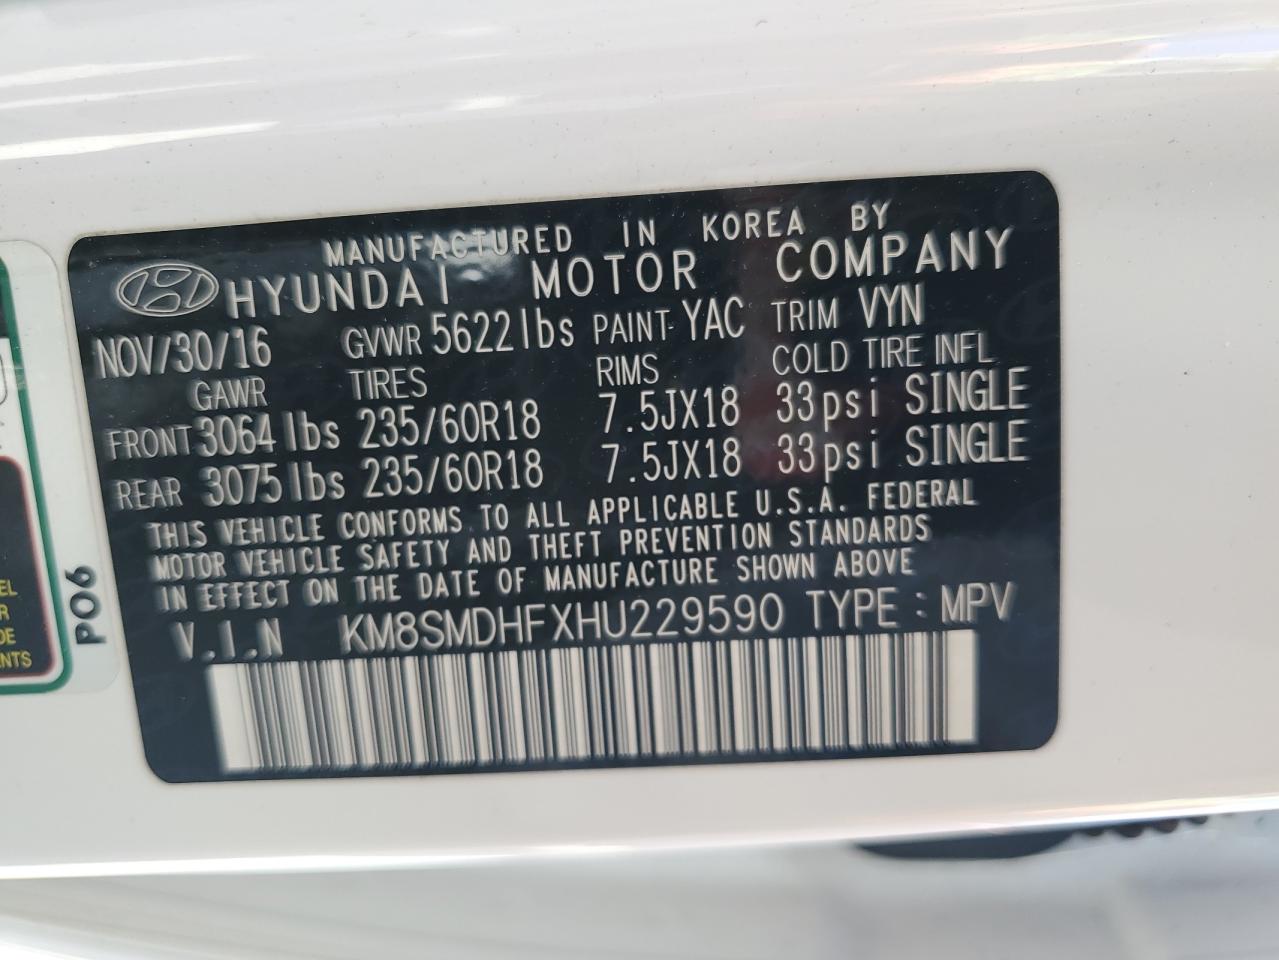 MANUFACTURED IN KOREA BY
HYUNDAI MOTOR COMPANY
NOV/30/16 GVWR 5622lbs PAINT-YAC TRIM VYN
GAWR TIRES RIMS COLD TIRE INFL
FRONT 3064lbs 235/60R18 7.5JX18 33psi SINGLE
REAR 3075lbs 235/60R18 7.5JX18 33psi SINGLE
THIS VEHICLE CONFORMS TO ALL APPLICABLE U.S.A. FEDERAL
MOTOR VEHICLE SAFETY AND THEFT PREVENTION STANDARDS
IN EFFECT ON THE DATE OF MANUFACTURE SHOWN ABOVE
V.I.N KM8SMDHFXHU229590 TYPE : MPV
P06